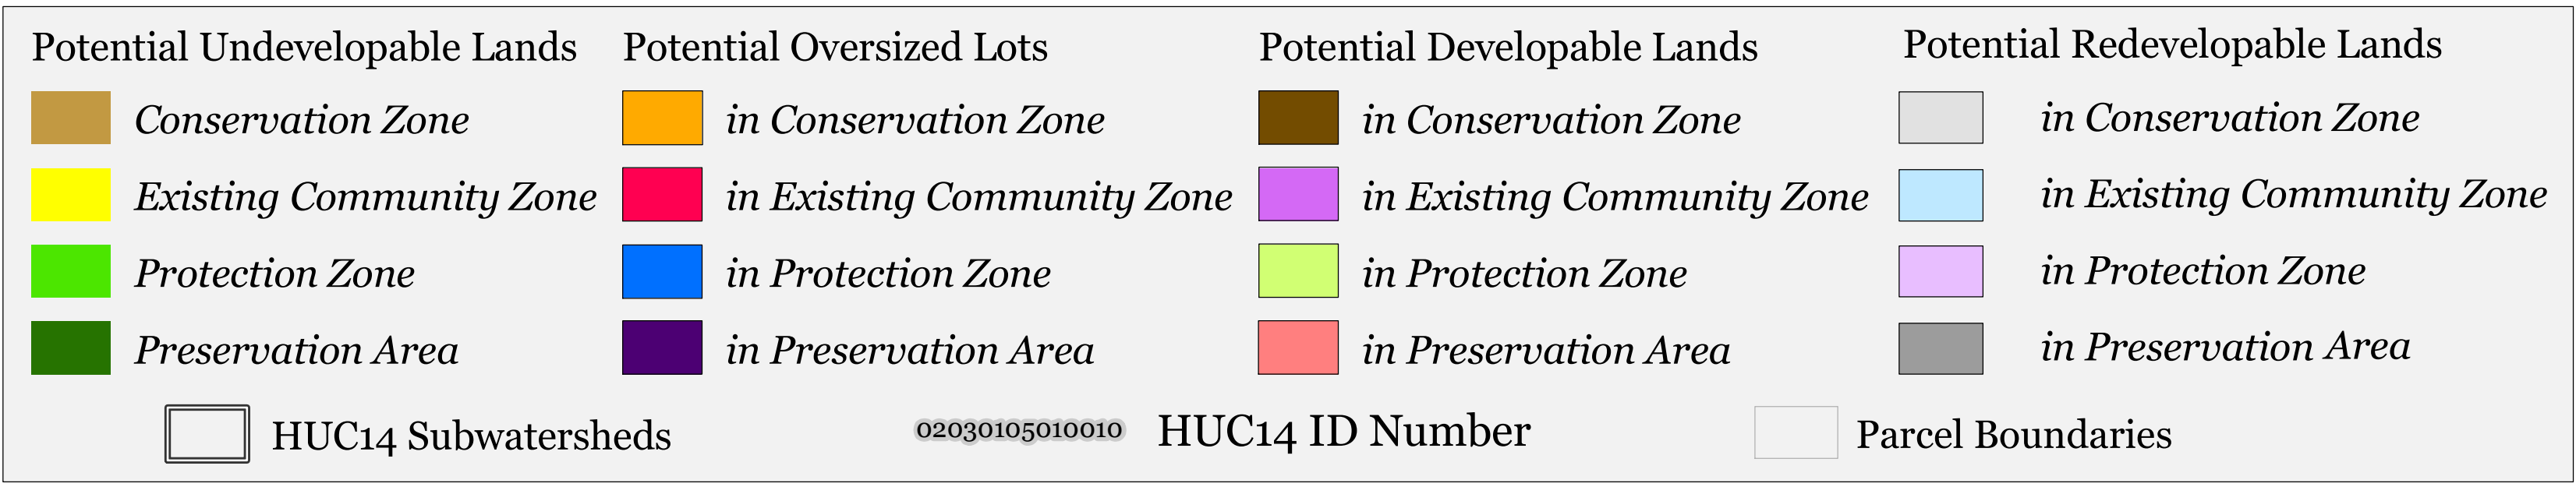 Potential Undevelopable Lands
Conservation Zone
Existing Community Zone
Protection Zone
Preservation Area
Potential Oversized Lots
in Conservation Zone
in Existing Community Zone
in Protection Zone
in Preservation Area
Potential Developable Lands
in Conservation Zone
in Existing Community Zone
in Protection Zone
in Preservation Area
Potential Redevelopable Lands
in Conservation Zone
in Existing Community Zone
in Protection Zone
in Preservation Area
HUC14 Subwatersheds
02030105010010 HUC14 ID Number
Parcel Boundaries